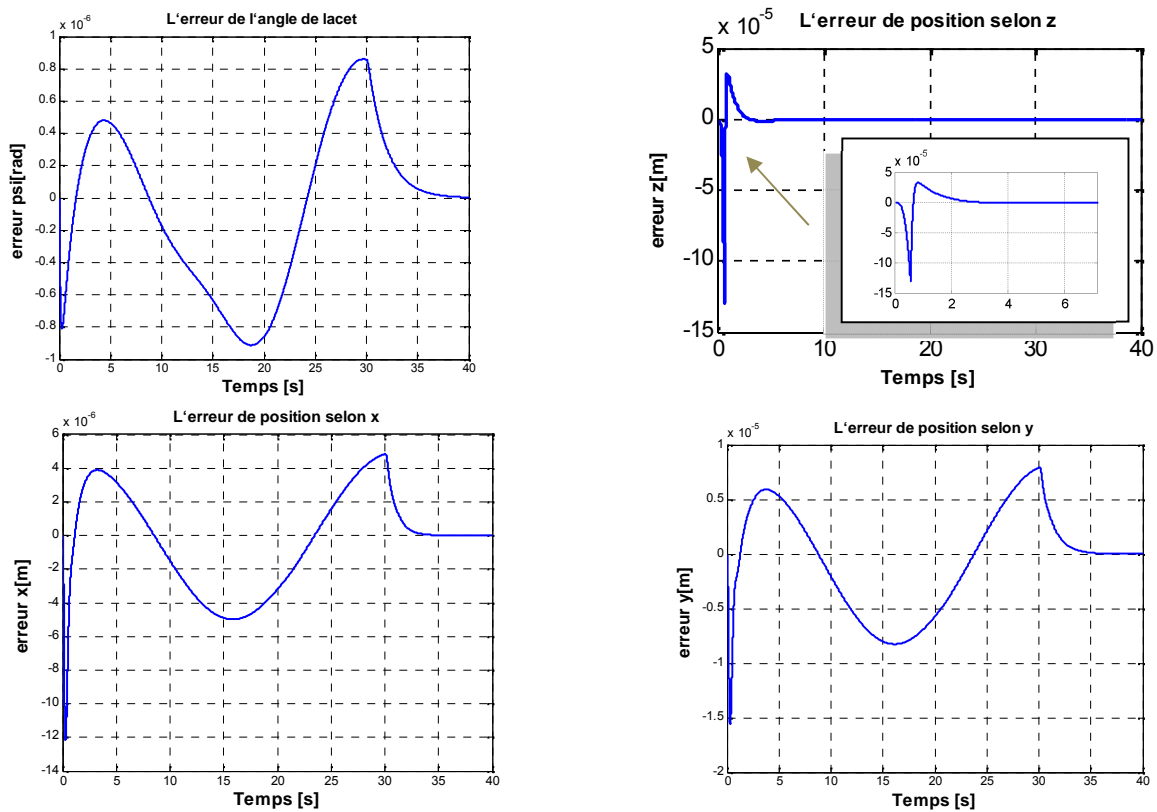 L'erreur de l'angle de lacet
x 10⁻⁶
1
0.8
0.6
0.4
0.2
0
-0.2
-0.4
-0.6
-0.8
-1
erreur psi[rad]
0 5 10 15 20 25 30 35 40
Temps [s]
L'erreur de position selon z
x 10⁻⁵
5
0
-5
-10
-15
erreur z[m]
0 10 20 30 40
Temps [s]
x 10⁻⁵
5
0
-5
-10
-15
0 2 4 6
L'erreur de position selon x
x 10⁻⁶
6
4
2
0
-2
-4
-6
-8
-10
-12
-14
erreur x[m]
0 5 10 15 20 25 30 35 40
Temps [s]
L'erreur de position selon y
x 10⁻⁵
1
0.5
0
-0.5
-1
-1.5
-2
erreur y[m]
0 5 10 15 20 25 30 35 40
Temps [s]